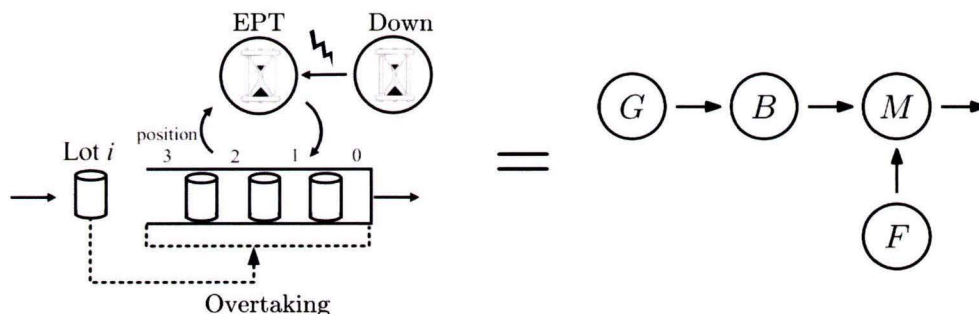 EPT
Down
position
Lot i
3 2 1 0
Overtaking
=
G B M
F